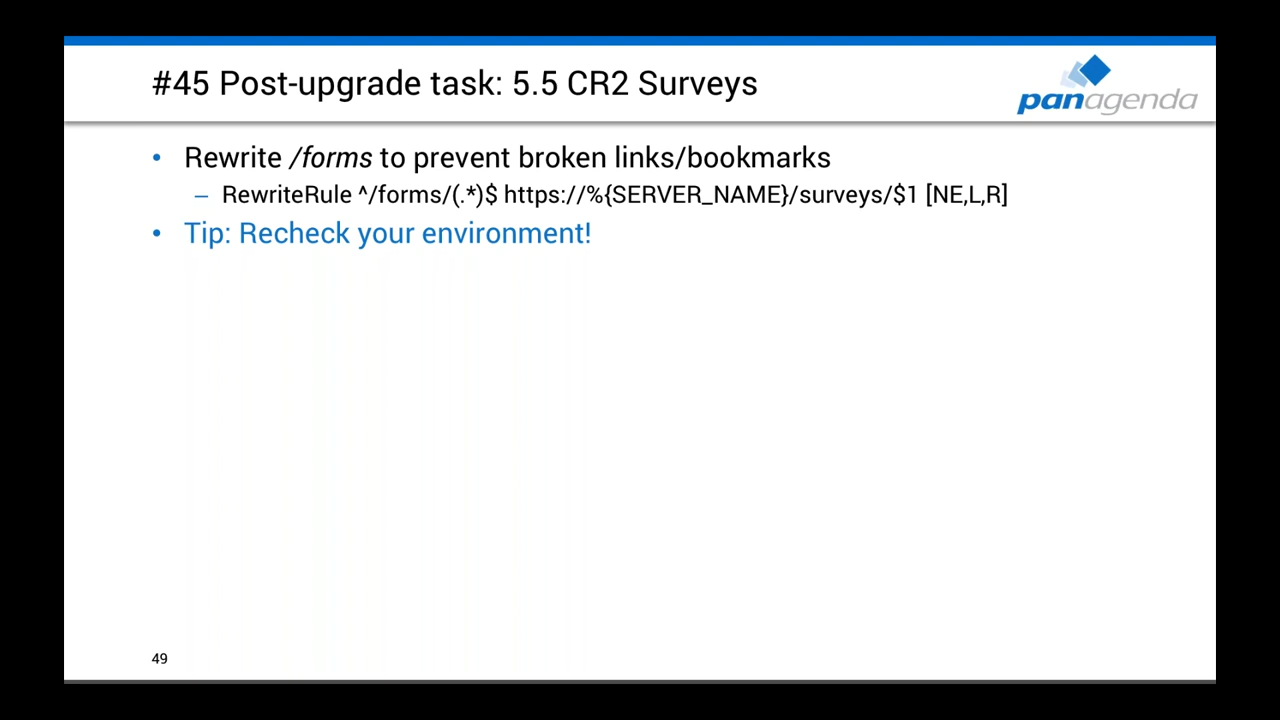 #45 Post-upgrade task: 5.5 CR2 Surveys
panagenda
• Rewrite /forms to prevent broken links/bookmarks
– RewriteRule ^/forms/(.*)$ https://%{SERVER_NAME}/surveys/$1 [NE,L,R]
• Tip: Recheck your environment!
49